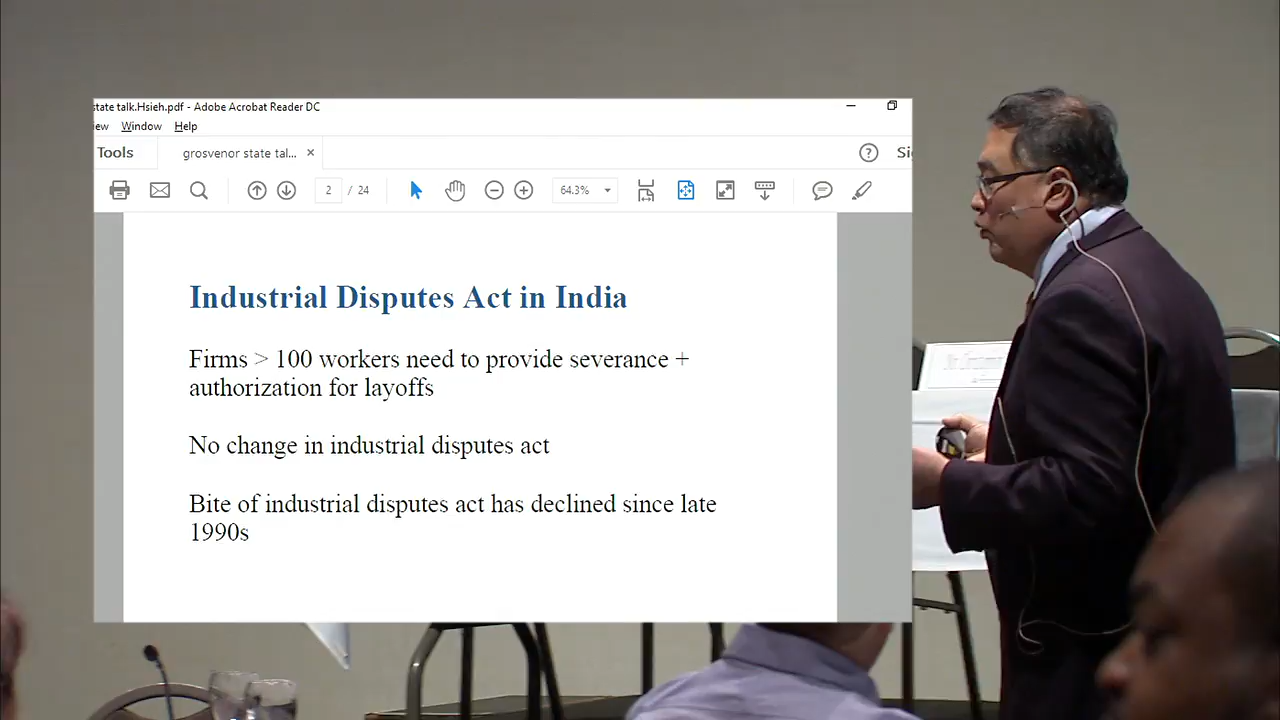 state talk.Hsieh.pdf - Adobe Acrobat Reader DC
iew Window Help
Tools grosvenor state tal... ×
2 / 24 64.3%
Industrial Disputes Act in India
Firms > 100 workers need to provide severance +
authorization for layoffs
No change in industrial disputes act
Bite of industrial disputes act has declined since late
1990s